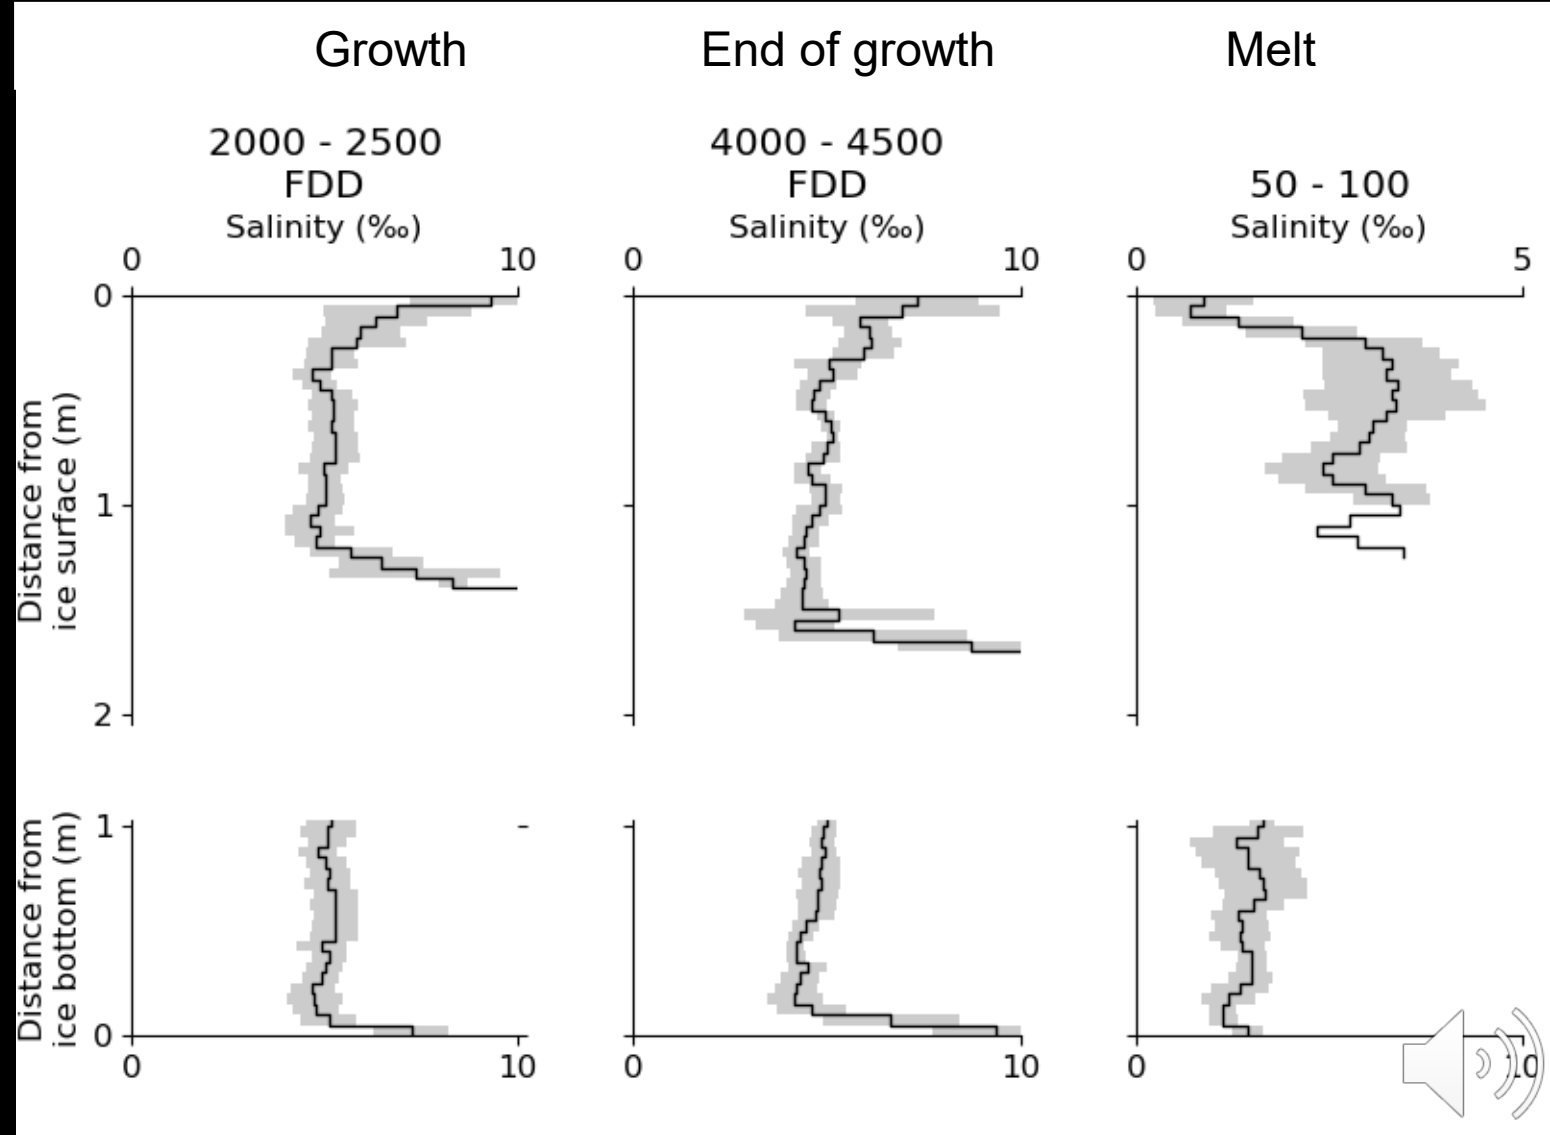 Growth
End of growth
Melt
2000 - 2500
FDD
Salinity (‰)
4000 - 4500
FDD
Salinity (‰)
50 - 100
Salinity (‰)
0
10
0
10
0
5
0
1
2
Distance from
ice surface (m)
1
0
Distance from
ice bottom (m)
0
10
0
10
0
10